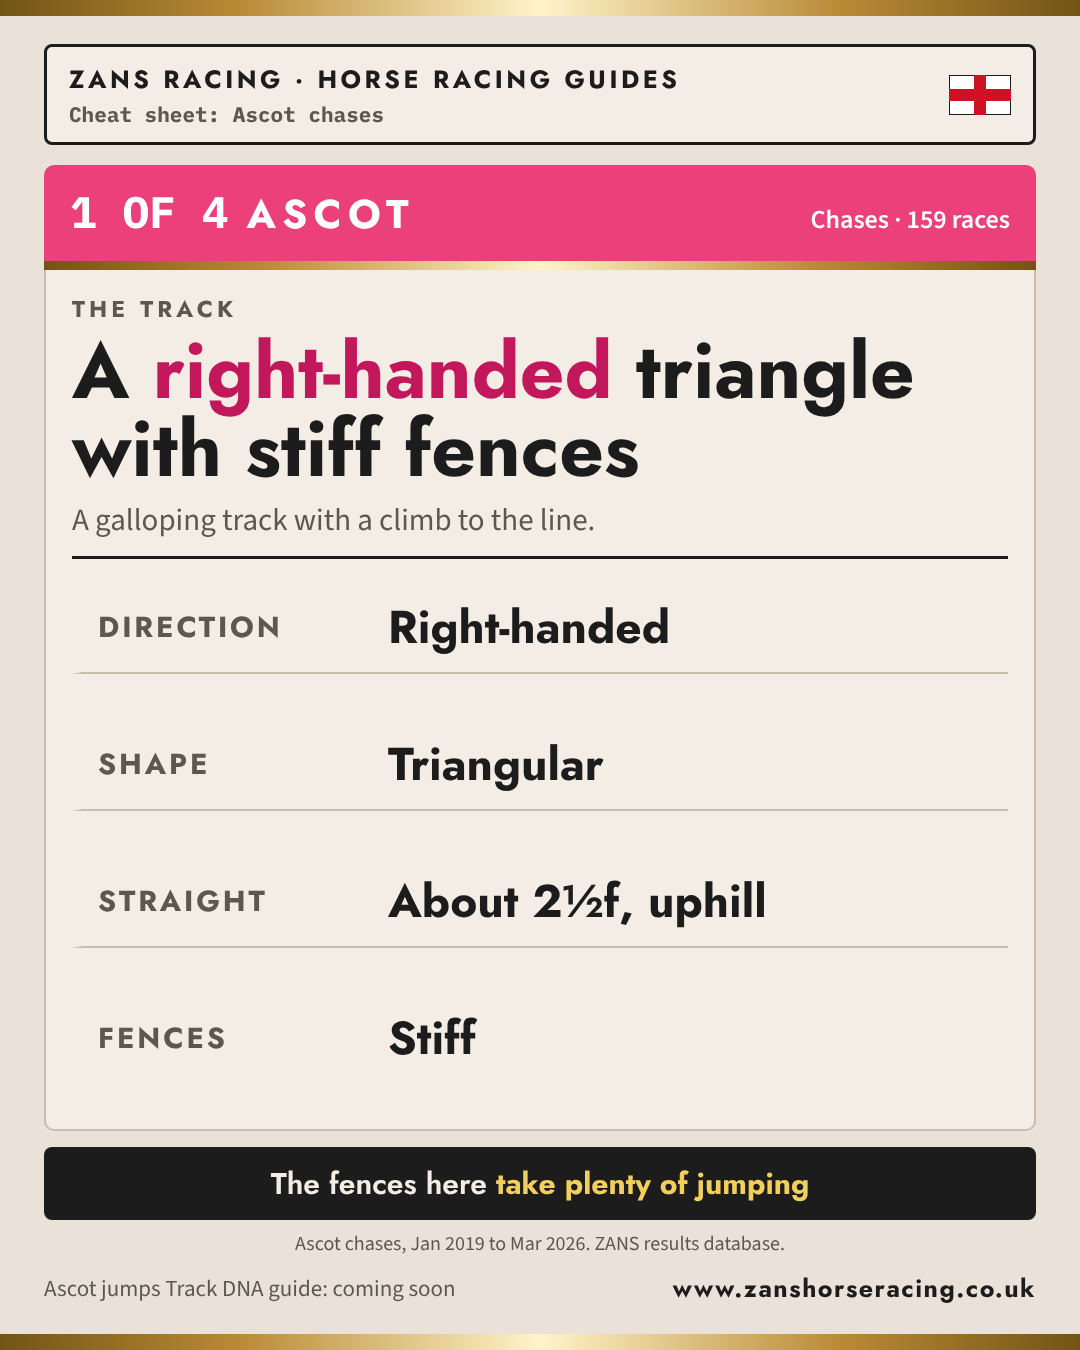 ZANS RACING · HORSE RACING GUIDES
Cheat sheet: Ascot chases
1 OF 4 ASCOT
Chases · 159 races
THE TRACK
A right-handed triangle
with stiff fences
A galloping track with a climb to the line.
DIRECTION Right-handed
SHAPE Triangular
STRAIGHT About 2½f, uphill
FENCES Stiff
The fences here take plenty of jumping
Ascot chases, Jan 2019 to Mar 2026. ZANS results database.
Ascot jumps Track DNA guide: coming soon
www.zanshorseracing.co.uk